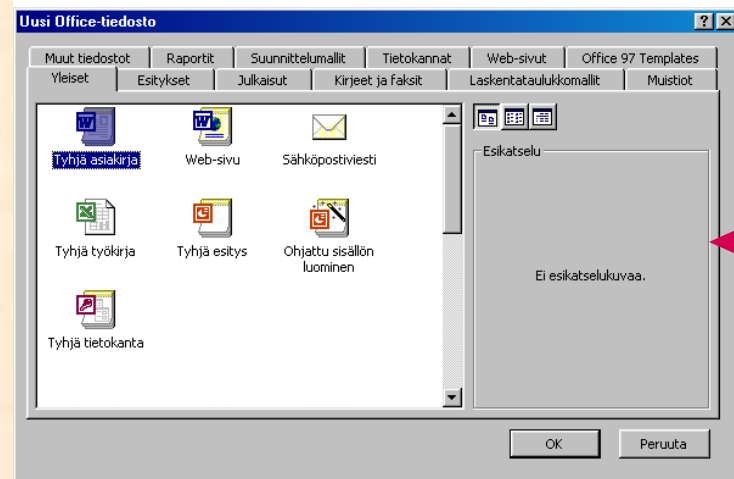 Uusi Office-tiedosto
Muut tiedostot Raportit Suunnittelumallit Tietokannat Web-sivut Office 97 Templates
Yleiset Esitykset Julkaisut Kirjeet ja faksit Laskentataulukkomallit Muistiot
Tyhjä asiakirja Web-sivu Sähköpostiviesti
Esikatselu
Tyhjä työkirja Tyhjä esitys Ohjattu sisällön
luominen
Ei esikatselukuvaa.
Tyhjä tietokanta
OK Peruuta